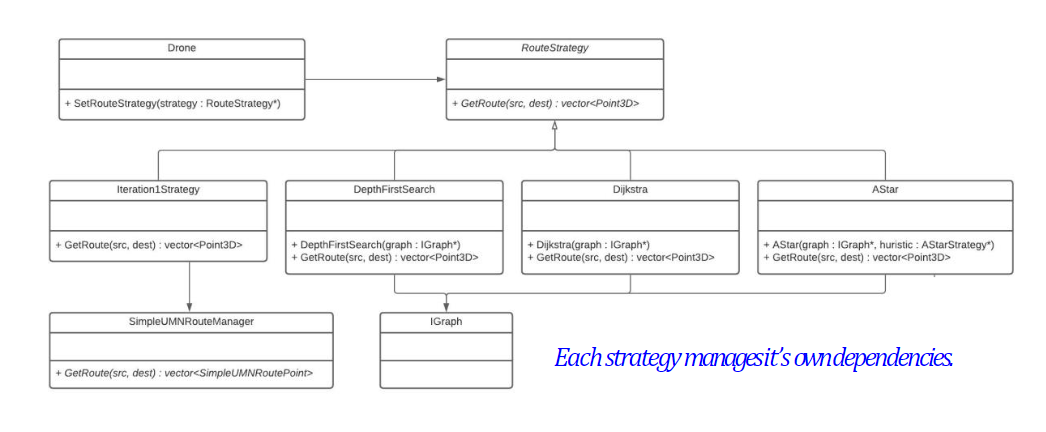 Drone
+ SetRouteStrategy(strategy : RouteStrategy*)
RouteStrategy
+ GetRoute(src, dest) : vector<Point3D>
Iteration1Strategy
+ GetRoute(src, dest) : vector<Point3D>
DepthFirstSearch
+ DepthFirstSearch(graph : IGraph*)
+ GetRoute(src, dest) : vector<Point3D>
Dijkstra
+ Dijkstra(graph : IGraph*)
+ GetRoute(src, dest) : vector<Point3D>
AStar
+ AStar(graph : IGraph*, huristic : AStarStrategy*)
+ GetRoute(src, dest) : vector<Point3D>
SimpleUMNRouteManager
+ GetRoute(src, dest) : vector<SimpleUMNRoutePoint>
IGraph
Each strategy manages it's own dependencies.